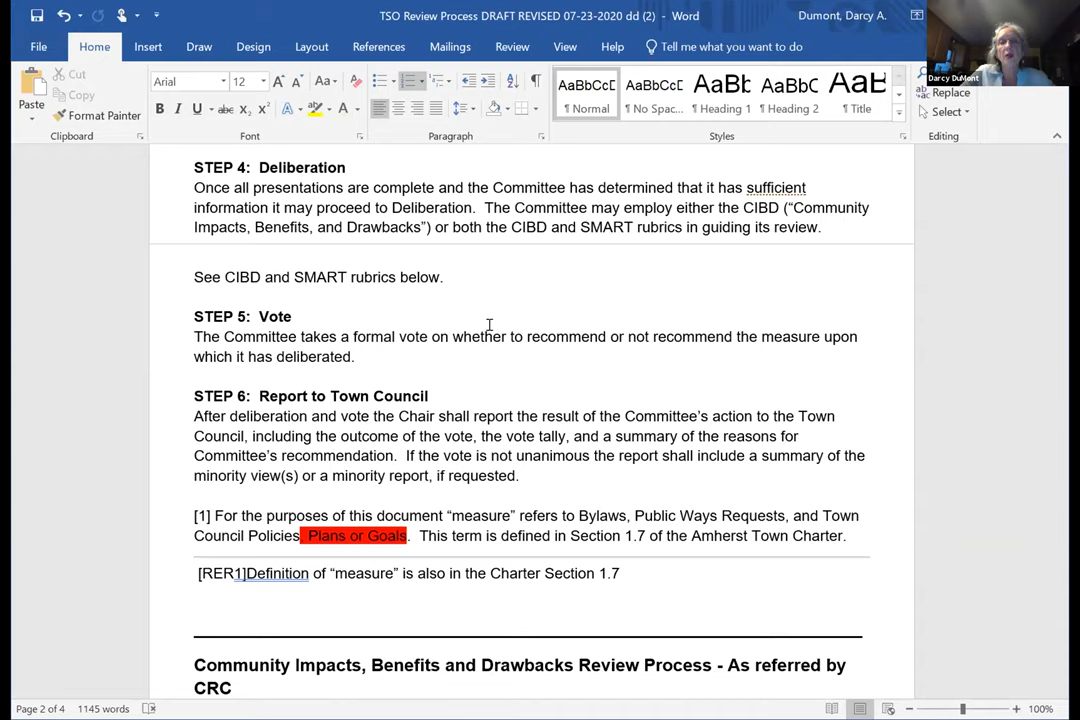 TSO Review Process DRAFT REVISED 07-23-2020 dd (2) - Word
Dumont, Darcy A.
File Home Insert Draw Design Layout References Mailings Review View Help Tell me what you want to do
Darcy DuMont
Paste
Cut
Copy
Format Painter
Clipboard
Arial 12
Font
Paragraph
AaBbCcDc AaBbCcDc AaBbCc AaBbCc AaB
¶ Normal ¶ No Spac... ¶ Heading 1 ¶ Heading 2 ¶ Title
Styles
Replace
Select
Editing
STEP 4: Deliberation
Once all presentations are complete and the Committee has determined that it has sufficient
information it may proceed to Deliberation. The Committee may employ either the CIBD (“Community
Impacts, Benefits, and Drawbacks”) or both the CIBD and SMART rubrics in guiding its review.
See CIBD and SMART rubrics below.
STEP 5: Vote
The Committee takes a formal vote on whether to recommend or not recommend the measure upon
which it has deliberated.
STEP 6: Report to Town Council
After deliberation and vote the Chair shall report the result of the Committee’s action to the Town
Council, including the outcome of the vote, the vote tally, and a summary of the reasons for
Committee’s recommendation. If the vote is not unanimous the report shall include a summary of the
minority view(s) or a minority report, if requested.
[1] For the purposes of this document “measure” refers to Bylaws, Public Ways Requests, and Town
Council Policies Plans or Goals. This term is defined in Section 1.7 of the Amherst Town Charter.
[RER1]Definition of “measure” is also in the Charter Section 1.7
Community Impacts, Benefits and Drawbacks Review Process - As referred by
CRC
Page 2 of 4 1145 words
100%